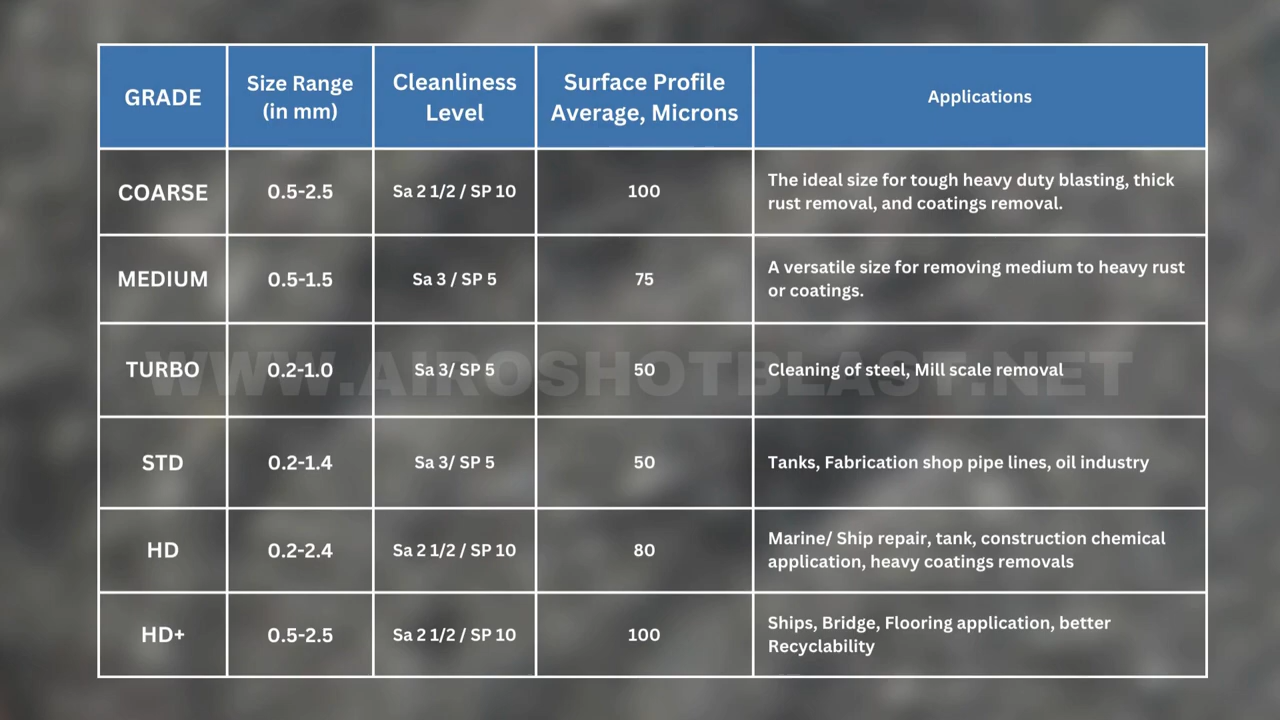 GRADE
Size Range
(in mm)
Cleanliness
Level
Surface Profile
Average, Microns
Applications
COARSE
0.5-2.5
Sa 2 1/2 / SP 10
100
The ideal size for tough heavy duty blasting, thick
rust removal, and coatings removal.
MEDIUM
0.5-1.5
Sa 3 / SP 5
75
A versatile size for removing medium to heavy rust
or coatings.
TURBO
0.2-1.0
Sa 3/ SP 5
50
Cleaning of steel, Mill scale removal
WWW.AIROSHOTBLAST.NET
STD
0.2-1.4
Sa 3/ SP 5
50
Tanks, Fabrication shop pipe lines, oil industry
HD
0.2-2.4
Sa 2 1/2 / SP 10
80
Marine/ Ship repair, tank, construction chemical
application, heavy coatings removals
HD+
0.5-2.5
Sa 2 1/2 / SP 10
100
Ships, Bridge, Flooring application, better
Recyclability